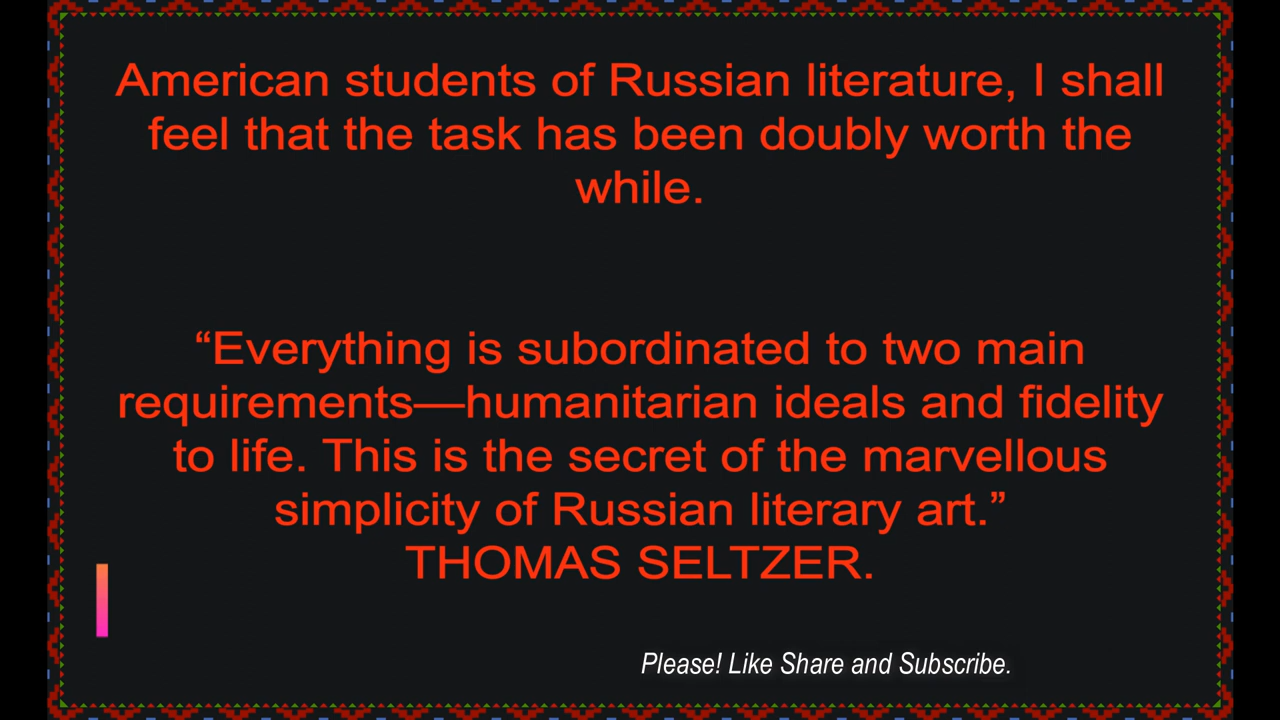 American students of Russian literature, I shall
feel that the task has been doubly worth the
while.
“Everything is subordinated to two main
requirements—humanitarian ideals and fidelity
to life. This is the secret of the marvellous
simplicity of Russian literary art.”
THOMAS SELTZER.
Please! Like Share and Subscribe.